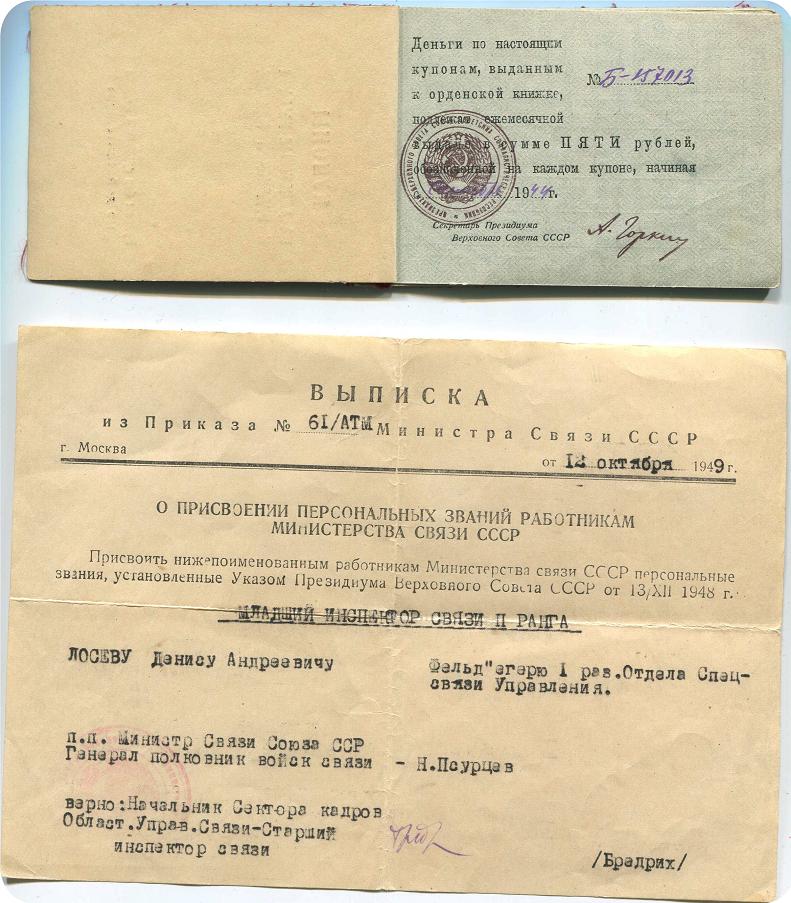 Деньги по настоящим
купонам, выданным
к орденской книжке,
подлежат ежемесячной
выдаче в сумме ПЯТИ рублей,
обозначенной на каждом купоне, начиная
1944г.
№ Б-157013
Секретарь Президиума
Верховного Совета СССР
А. Горкин
ВЫПИСКА
из Приказа № 61/АТМ Министра Связи СССР
г. Москва
от 12 октября 1949 г.
О ПРИСВОЕНИИ ПЕРСОНАЛЬНЫХ ЗВАНИЙ РАБОТНИКАМ
МИНИСТЕРСТВА СВЯЗИ СССР
Присвоить нижепоименованным работникам Министерства связи СССР персональные
звания, установленные Указом Президиума Верховного Совета СССР от 13/XII 1948 г.
МЛАДШИЙ ИНСПЕКТОР СВЯЗИ П РАНГА
ЛОСЕВУ Денису Андреевичу
Фельд"егерю I раз.Отдела Спец-
связи Управления.
п.п. Министр Связи Союза ССР
Генерал полковник войск связи - Н.Псурцев
верно:Начальник Сектора кадров
Област.Управ.Связи-Старший
инспектор связи
/Брадрих/